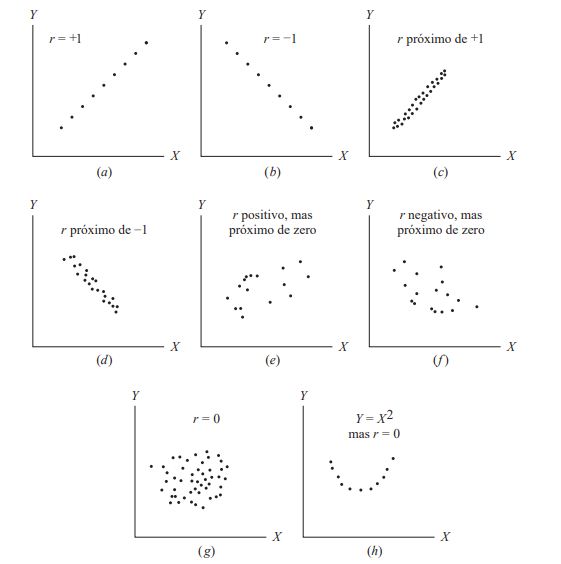 Y
r = +1
X
(a)
Y
r = −1
X
(b)
Y
r próximo de +1
X
(c)
Y
r próximo de −1
X
(d)
Y
r positivo, mas
próximo de zero
X
(e)
Y
r negativo, mas
próximo de zero
X
(f)
Y
r = 0
X
(g)
Y
Y = X2
mas r = 0
X
(h)